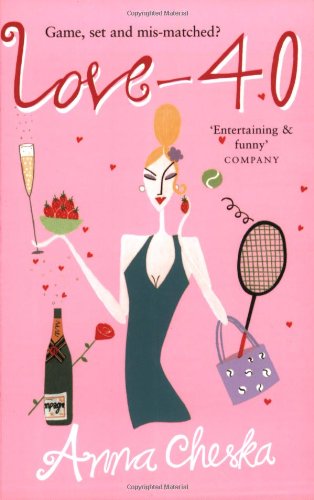 Game, set and mis-matched?
Love-40
'Entertaining &
funny'
COMPANY
Anna Cheska